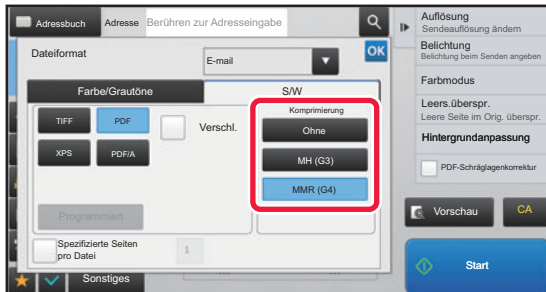 Adressbuch
Adresse
Berühren zur Adresseingabe
Dateiformat
E-mail
OK
Farbe/Grautöne
S/W
TIFF
PDF
Verschl.
XPS
PDF/A
Programmiert
Komprimierung
Ohne
MH (G3)
MMR (G4)
Spezifizierte Seiten
pro Datei
1
Sonstiges
Auflösung
Sendeauflösung ändern
Belichtung
Belichtung beim Senden angeben
Farbmodus
Leers.überspr.
Leere Seite im Orig. überspr.
Hintergrundanpassung
PDF-Schräglagenkorrektur
Vorschau
CA
Start